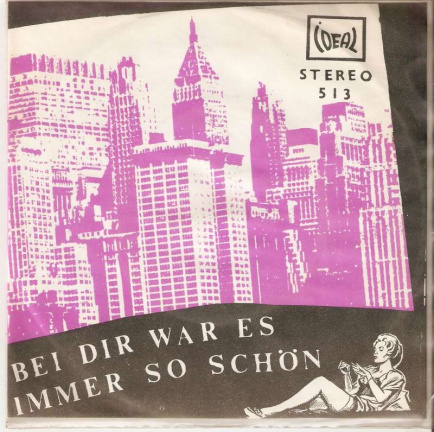 iDEAL
STEREO
513
BEI DIR WAR ES
IMMER SO SCHÖN